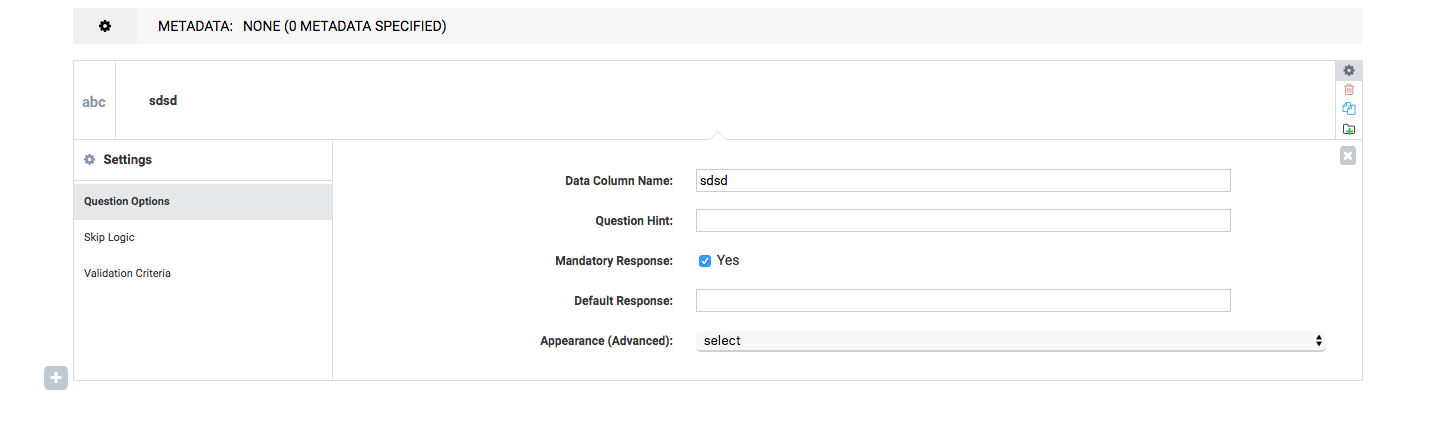 METADATA: NONE (0 METADATA SPECIFIED)
abc
sdsd
Settings
Question Options
Skip Logic
Validation Criteria
Data Column Name: sdsd
Question Hint:
Mandatory Response: Yes
Default Response:
Appearance (Advanced): select